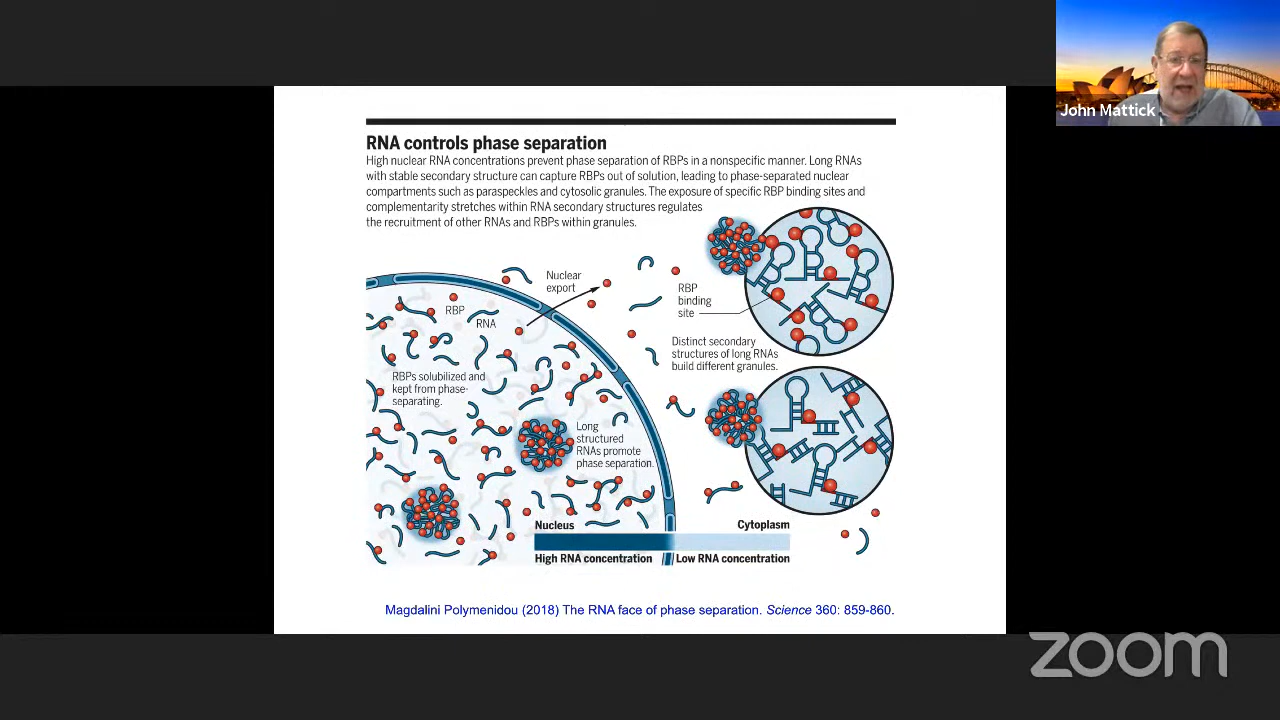 John Mattick
RNA controls phase separation
High nuclear RNA concentrations prevent phase separation of RBPs in a nonspecific manner. Long RNAs
with stable secondary structure can capture RBPs out of solution, leading to phase-separated nuclear
compartments such as paraspeckles and cytosolic granules. The exposure of specific RBP binding sites and
complementarity stretches within RNA secondary structures regulates
the recruitment of other RNAs and RBPs within granules.
Nuclear
export
RBP
binding
site
RBP
RNA
Distinct secondary
structures of long RNAs
build different granules.
RBPs solubilized and
kept from phase-
separating.
Long
structured
RNAs promote
phase separation.
Nucleus
Cytoplasm
High RNA concentration
Low RNA concentration
Magdalini Polymenidou (2018) The RNA face of phase separation. Science 360: 859-860.
zoom